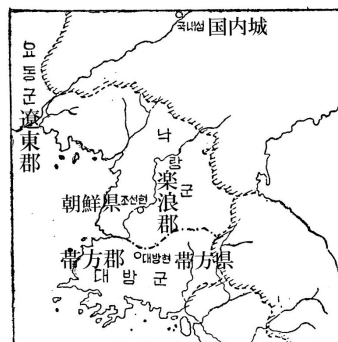 국내성 国内城
요동군
遼東郡
낙랑군
楽浪郡
朝鮮県 조선현
帯方郡 대방현 帯方県
대방군